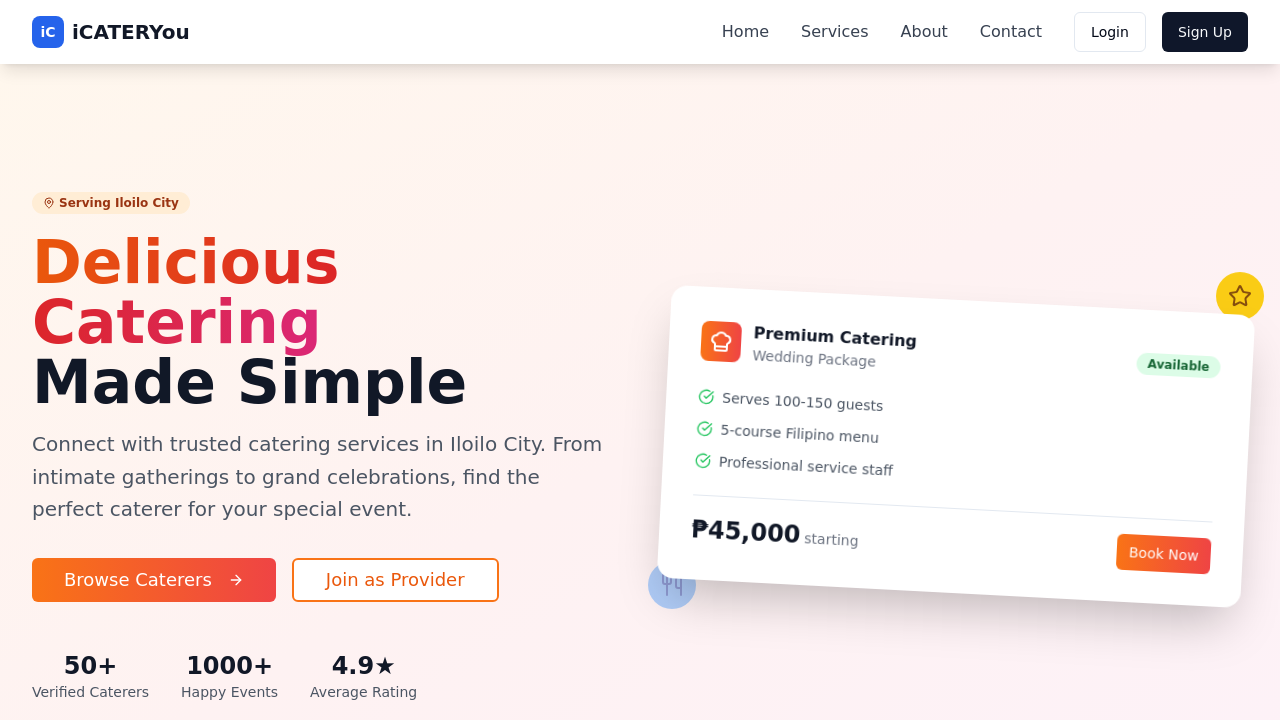 iC iCATERYou
Home Services About Contact Login Sign Up
Serving Iloilo City
Delicious
Catering
Made Simple
Connect with trusted catering services in Iloilo City. From
intimate gatherings to grand celebrations, find the
perfect caterer for your special event.
Browse Caterers Join as Provider
50+ 1000+ 4.9★
Verified Caterers Happy Events Average Rating
Premium Catering
Wedding Package
Available
Serves 100-150 guests
5-course Filipino menu
Professional service staff
₱45,000 starting
Book Now